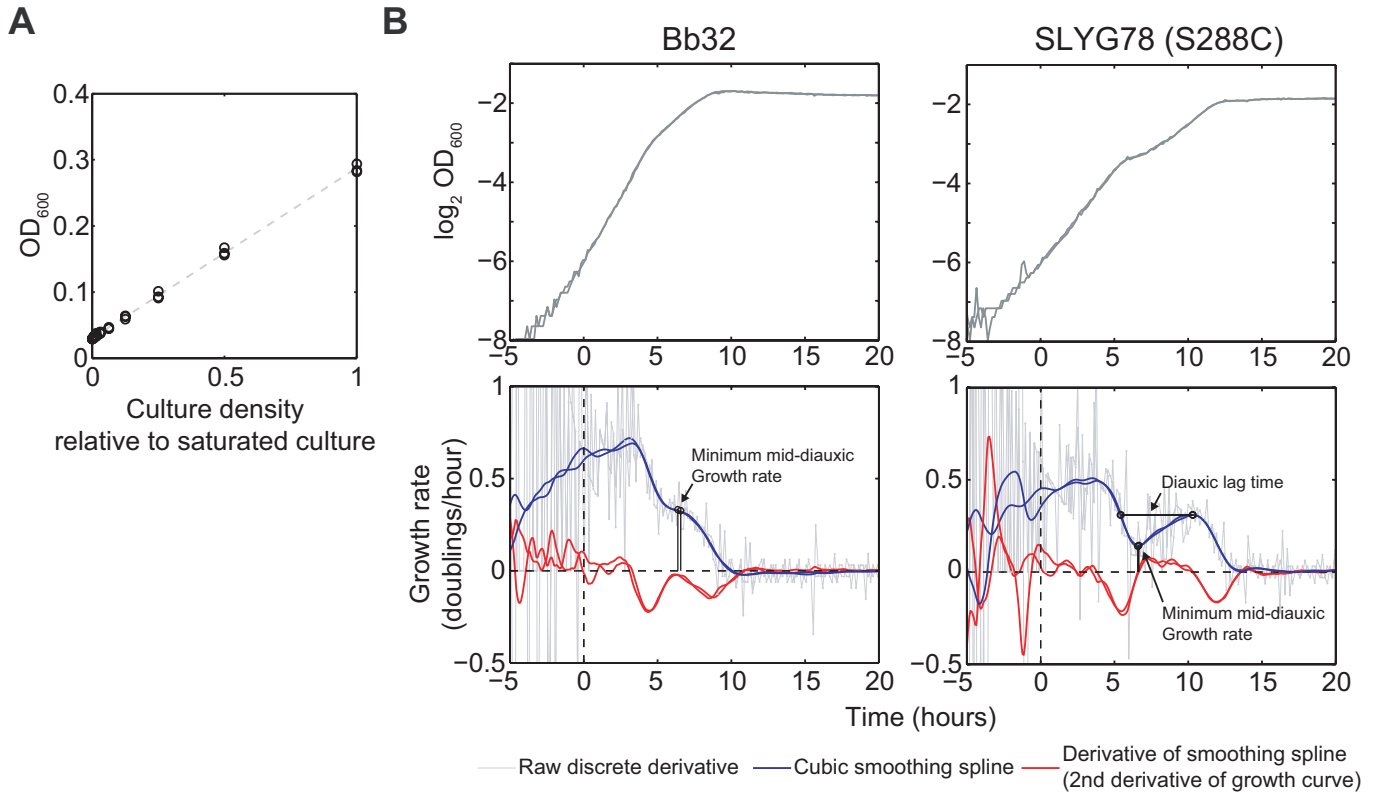 A
0.4
0.3
0.2
0.1
0
OD600
0
0.5
1
Culture density
relative to saturated culture
B
Bb32
SLYG78 (S288C)
−2
−4
−6
−8
log2 OD600
−5
0
5
10
15
20
−2
−4
−6
−8
−5
0
5
10
15
20
1
0.5
0
−0.5
Growth rate
(doublings/hour)
Minimum mid-diauxic
Growth rate
−5
0
5
10
15
20
1
0.5
0
−0.5
Diauxic lag time
Minimum mid-diauxic
Growth rate
−5
0
5
10
15
20
Time (hours)
Raw discrete derivative
Cubic smoothing spline
Derivative of smoothing spline
(2nd derivative of growth curve)